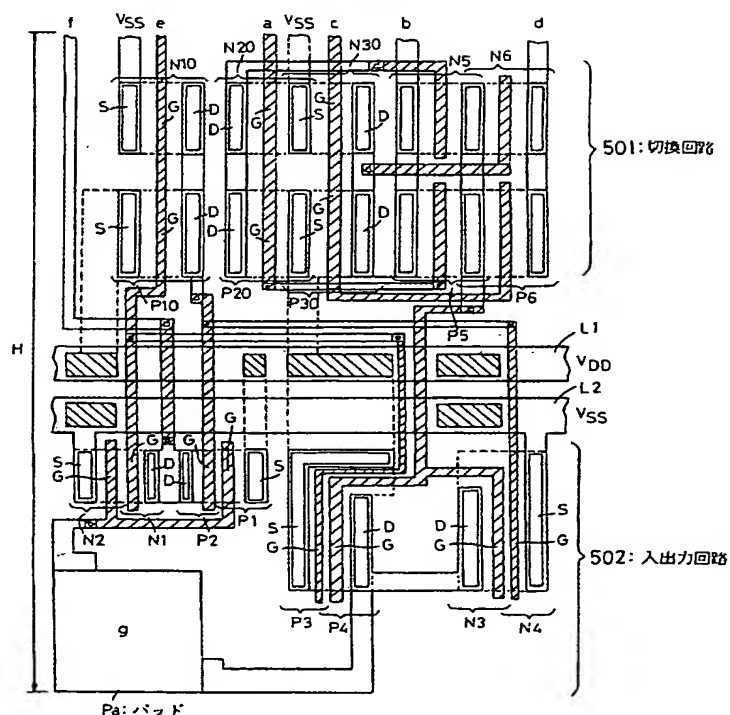 f VSS e a VSS c b d
N10 N20 N30 N5 N6
S G D D G S G D
H
501: 切換回路
G
S G D D G S D
P10 P20 P30 P5 P6
L1
VDD
L2
VSS
S G G D D G G S
N2 N1 P2 P1
S G G D D G G S
P3 P4 N3 N4
502: 入出力回路
g
Pa: パッド